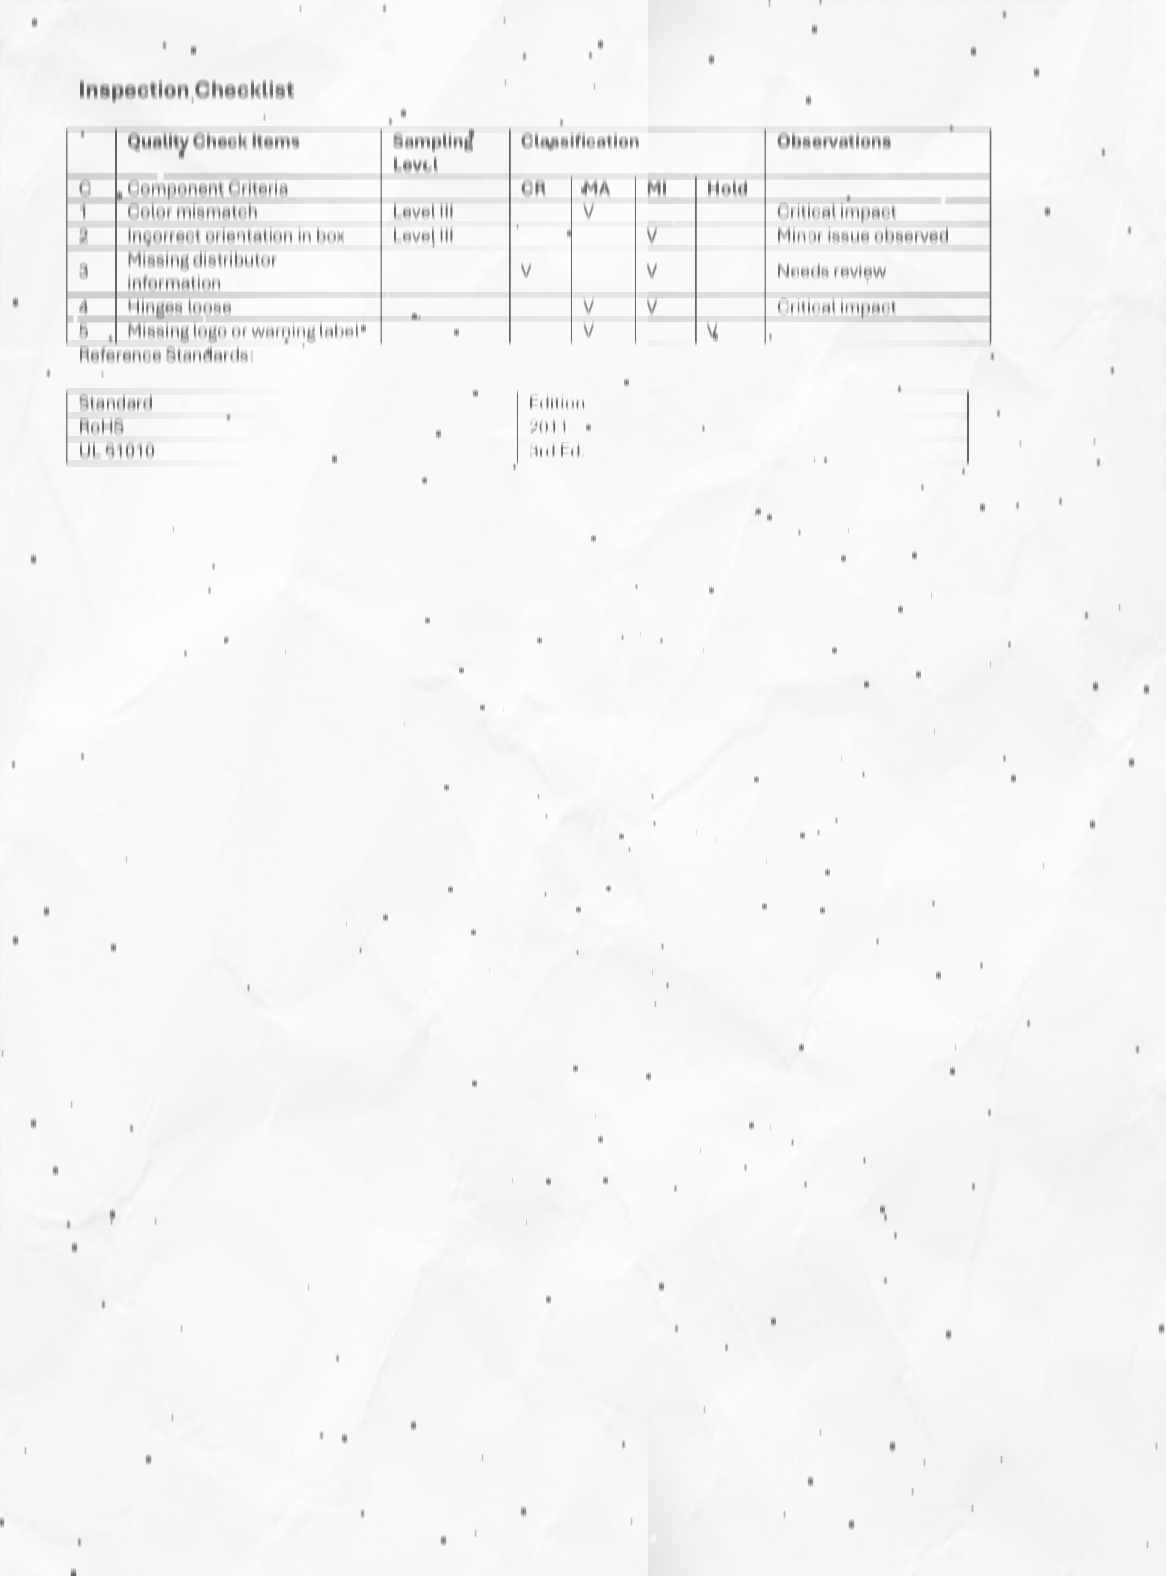 Inspection Checklist
Quality Check Items Sampling Level Classification Observations
C Component Criteria CR MA MI Hold
1 Color mismatch Level III V Critical impact
2 Incorrect orientation in box Level III V Minor issue observed
3 Missing distributor information V V Needs review
4 Hinges loose V V Critical impact
5 Missing logo or warning label* V V
Reference Standards:
Standard Edition
RoHS 2011
UL 61010 3rd Ed.